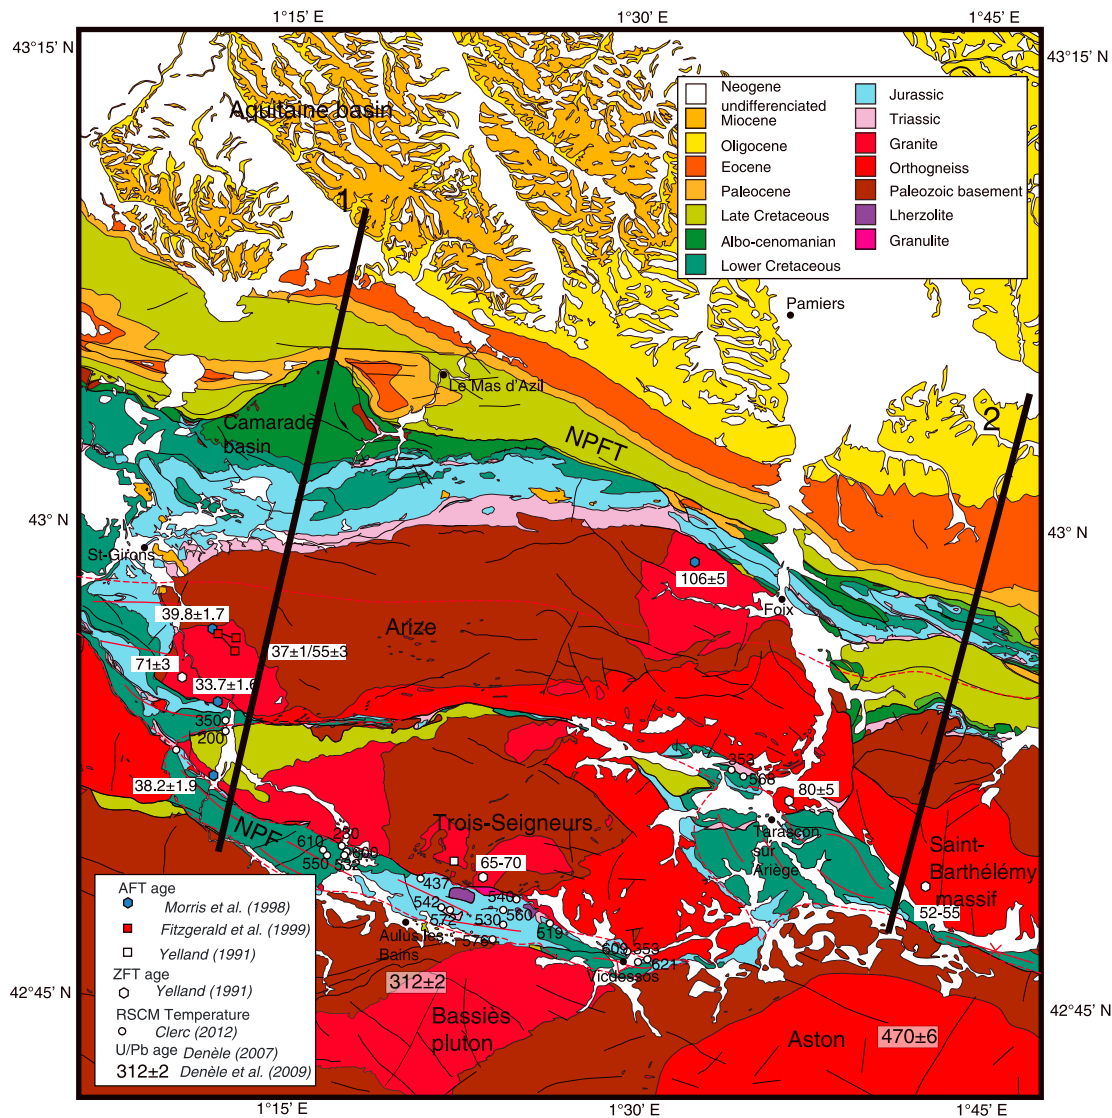 1°15' E
1°30' E
1°45' E
43°15' N
43°15' N
Neogene
undifferenciated
Miocene
Oligocene
Eocene
Paleocene
Late Cretaceous
Albo-cenomanian
Lower Cretaceous
Jurassic
Triassic
Granite
Orthogneiss
Paleozoic basement
Lherzolite
Granulite
Aquitaine basin
1
Pamiers
Le Mas d'Azil
2
Camarade
basin
NPFT
43° N
43° N
St-Girons
106±5
Foix
39.8±1.7
Arize
37±1/55±3
71±3
33.7±1.6
350
200
353
568
38.2±1.9
80±5
NPF
230
610
600
550
532
Trois-Seigneurs
Tarascon
sur
Ariège
Saint-
Barthélémy
massif
65-70
437
540
542
560
572
530
519
52-55
576
Aulus les
Bains
609
353
621
Vicdessos
312±2
Bassiès
pluton
Aston
470±6
42°45' N
42°45' N
AFT age
Morris et al. (1998)
Fitzgerald et al. (1999)
Yelland (1991)
ZFT age
Yelland (1991)
RSCM Temperature
Clerc (2012)
U/Pb age Denèle (2007)
312±2 Denèle et al. (2009)
1°15' E
1°30' E
1°45' E